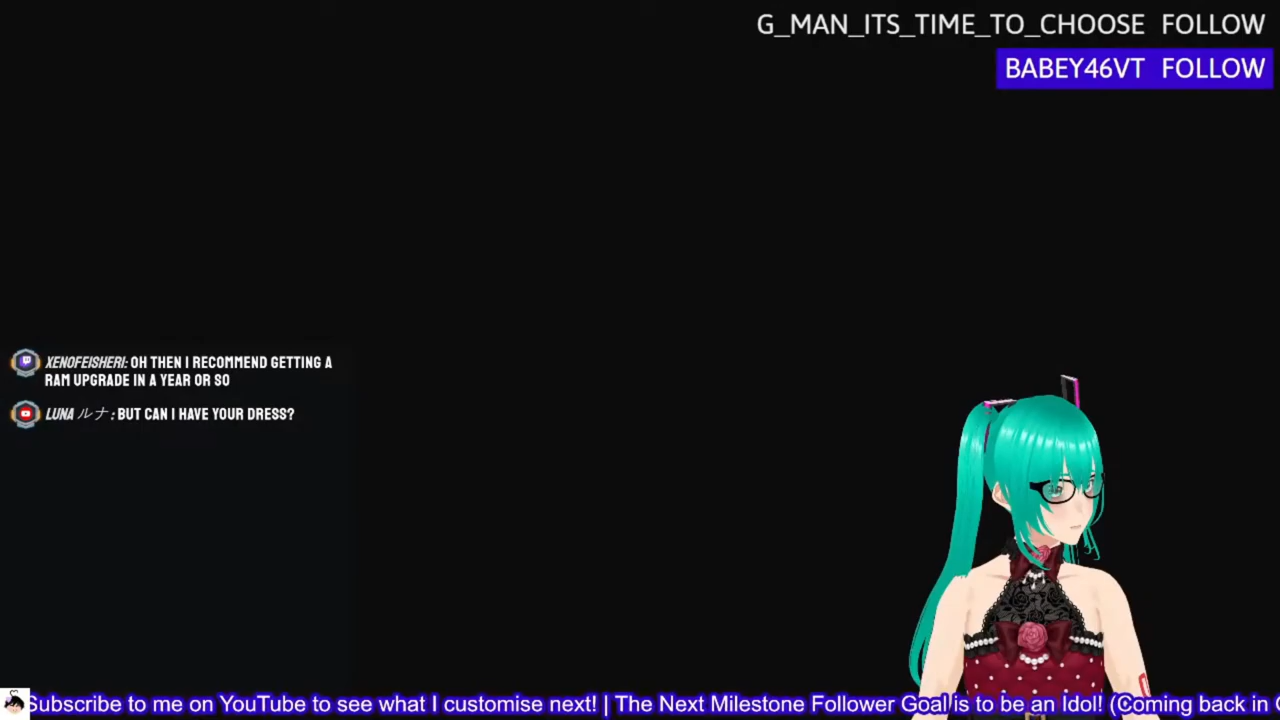 G_MAN_ITS_TIME_TO_CHOOSE FOLLOW
BABEY46VT FOLLOW
XENOFEISHERI: OH THEN I RECOMMEND GETTING A
RAM UPGRADE IN A YEAR OR SO
LUNA ルナ : BUT CAN I HAVE YOUR DRESS?
Subscribe to me on YouTube to see what I customise next! | The Next Milestone Follower Goal is to be an Idol! (Coming back in